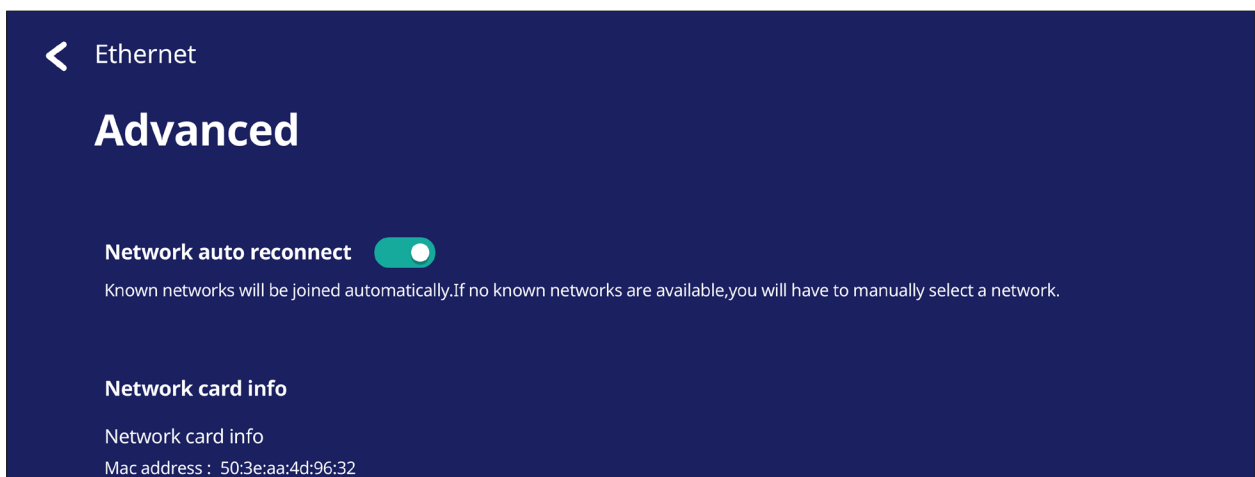 Ethernet
Advanced
Network auto reconnect
Known networks will be joined automatically.If no known networks are available,you will have to manually select a network.
Network card info
Network card info
Mac address :  50:3e:aa:4d:96:32